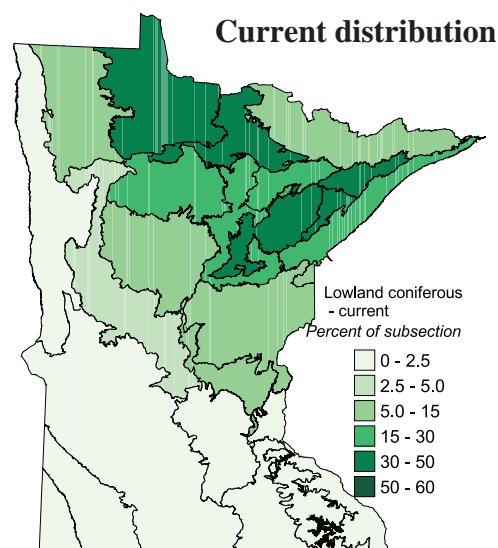 Current distribution
Lowland coniferous
- current
Percent of subsection
0 - 2.5
2.5 - 5.0
5.0 - 15
15 - 30
30 - 50
50 - 60